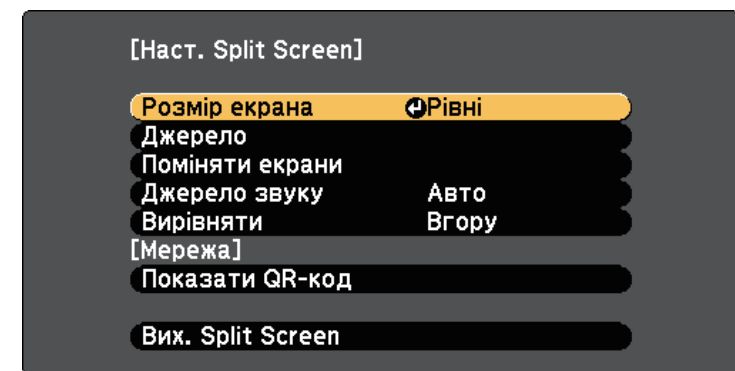 [Наст. Split Screen]
Розмір екрана Рівні
Джерело
Поміняти екрани
Джерело звуку Авто
Вирівняти Вгору
[Мережа]
Показати QR-код
Вих. Split Screen